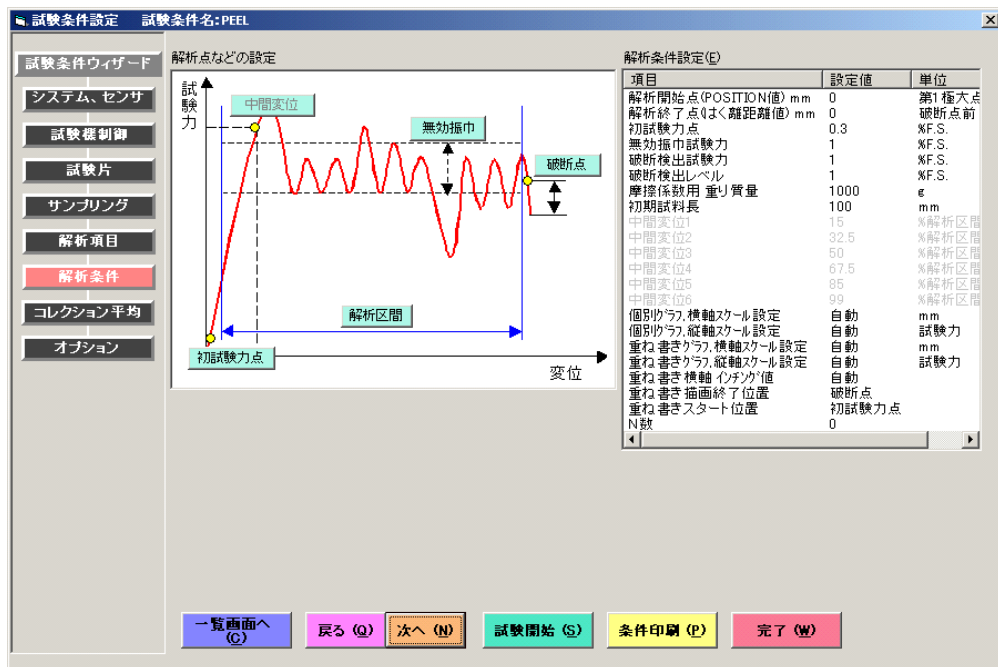 試験条件設定 試験条件名:PEEL
試験条件ウィザード
システム、センサ
試験機制御
試験片
サンプリング
解析項目
解析条件
コレクション平均
オプション
解析点などの設定
試験力
中間変位
無効振巾
破断点
解析区間
初試験力点
変位
解析条件設定(E)
項目 設定値 単位
解析開始点(POSITION値) mm 0 第1極大点
解析終了点(はく離距離値) mm 0 破断点前
初試験力点 0.3 %F.S.
無効振巾試験力 1 %F.S.
破断検出試験力 1 %F.S.
破断検出レベル 1 %F.S.
摩擦係数用 重り質量 1000 g
初期試料長 100 mm
中間変位1 15 %解析区間
中間変位2 32.5 %解析区間
中間変位3 50 %解析区間
中間変位4 67.5 %解析区間
中間変位5 85 %解析区間
中間変位6 99 %解析区間
個別グラフ,横軸スケール設定 自動 mm
個別グラフ,縦軸スケール設定 自動 試験力
重ね書きグラフ,横軸スケール設定 自動 mm
重ね書きグラフ,縦軸スケール設定 自動 試験力
重ね書き横軸 インチング値 自動
重ね書き描画終了位置 破断点
重ね書きスタート位置 初試験力点
N数 0
一覧画面へ (C)
戻る (Q)
次へ (N)
試験開始 (S)
条件印刷 (P)
完了 (W)